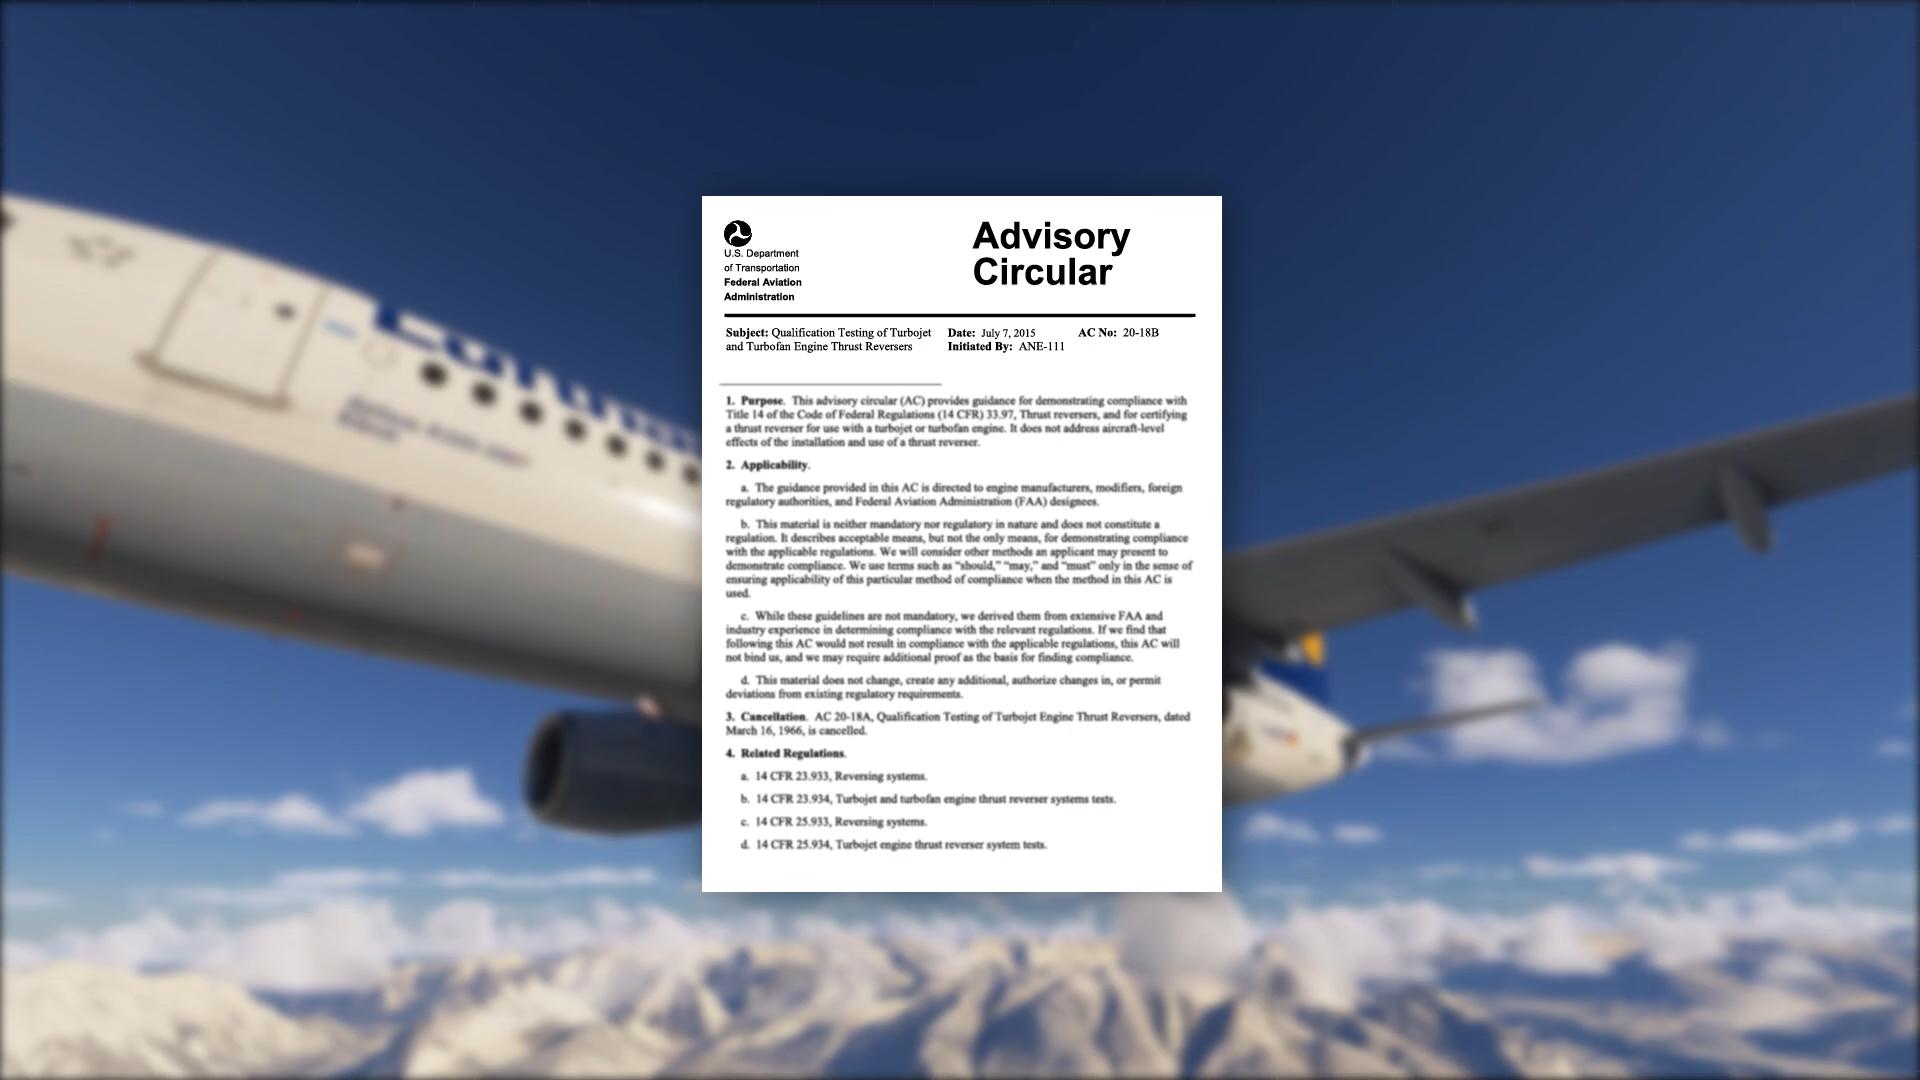 U.S. Department
of Transportation
Federal Aviation
Administration
Advisory
Circular
Subject: Qualification Testing of Turbojet
and Turbofan Engine Thrust Reversers
Date: July 7, 2015
Initiated By: ANE-111
AC No: 20-18B
1. Purpose. This advisory circular (AC) provides guidance for demonstrating compliance with
Title 14 of the Code of Federal Regulations (14 CFR) 33.97, Thrust reversers, and for certifying
a thrust reverser for use with a turbojet or turbofan engine. It does not address aircraft-level
effects of the installation and use of a thrust reverser.
2. Applicability.
a. The guidance provided in this AC is directed to engine manufacturers, modifiers, foreign
regulatory authorities, and Federal Aviation Administration (FAA) designees.
b. This material is neither mandatory nor regulatory in nature and does not constitute a
regulation. It describes acceptable means, but not the only means, for demonstrating compliance
with the applicable regulations. We will consider other methods an applicant may present to
demonstrate compliance. We use terms such as “should,” “may,” and “must” only in the sense of
ensuring applicability of this particular method of compliance when the method in this AC is
used.
c. While these guidelines are not mandatory, we derived them from extensive FAA and
industry experience in determining compliance with the relevant regulations. If we find that
following this AC would not result in compliance with the applicable regulations, this AC will
not bind us, and we may require additional proof as the basis for finding compliance.
d. This material does not change, create any additional, authorize changes in, or permit
deviations from existing regulatory requirements.
3. Cancellation. AC 20-18A, Qualification Testing of Turbojet Engine Thrust Reversers, dated
March 16, 1966, is cancelled.
4. Related Regulations.
a. 14 CFR 23.933, Reversing systems.
b. 14 CFR 23.934, Turbojet and turbofan engine thrust reverser systems tests.
c. 14 CFR 25.933, Reversing systems.
d. 14 CFR 25.934, Turbojet engine thrust reverser system tests.